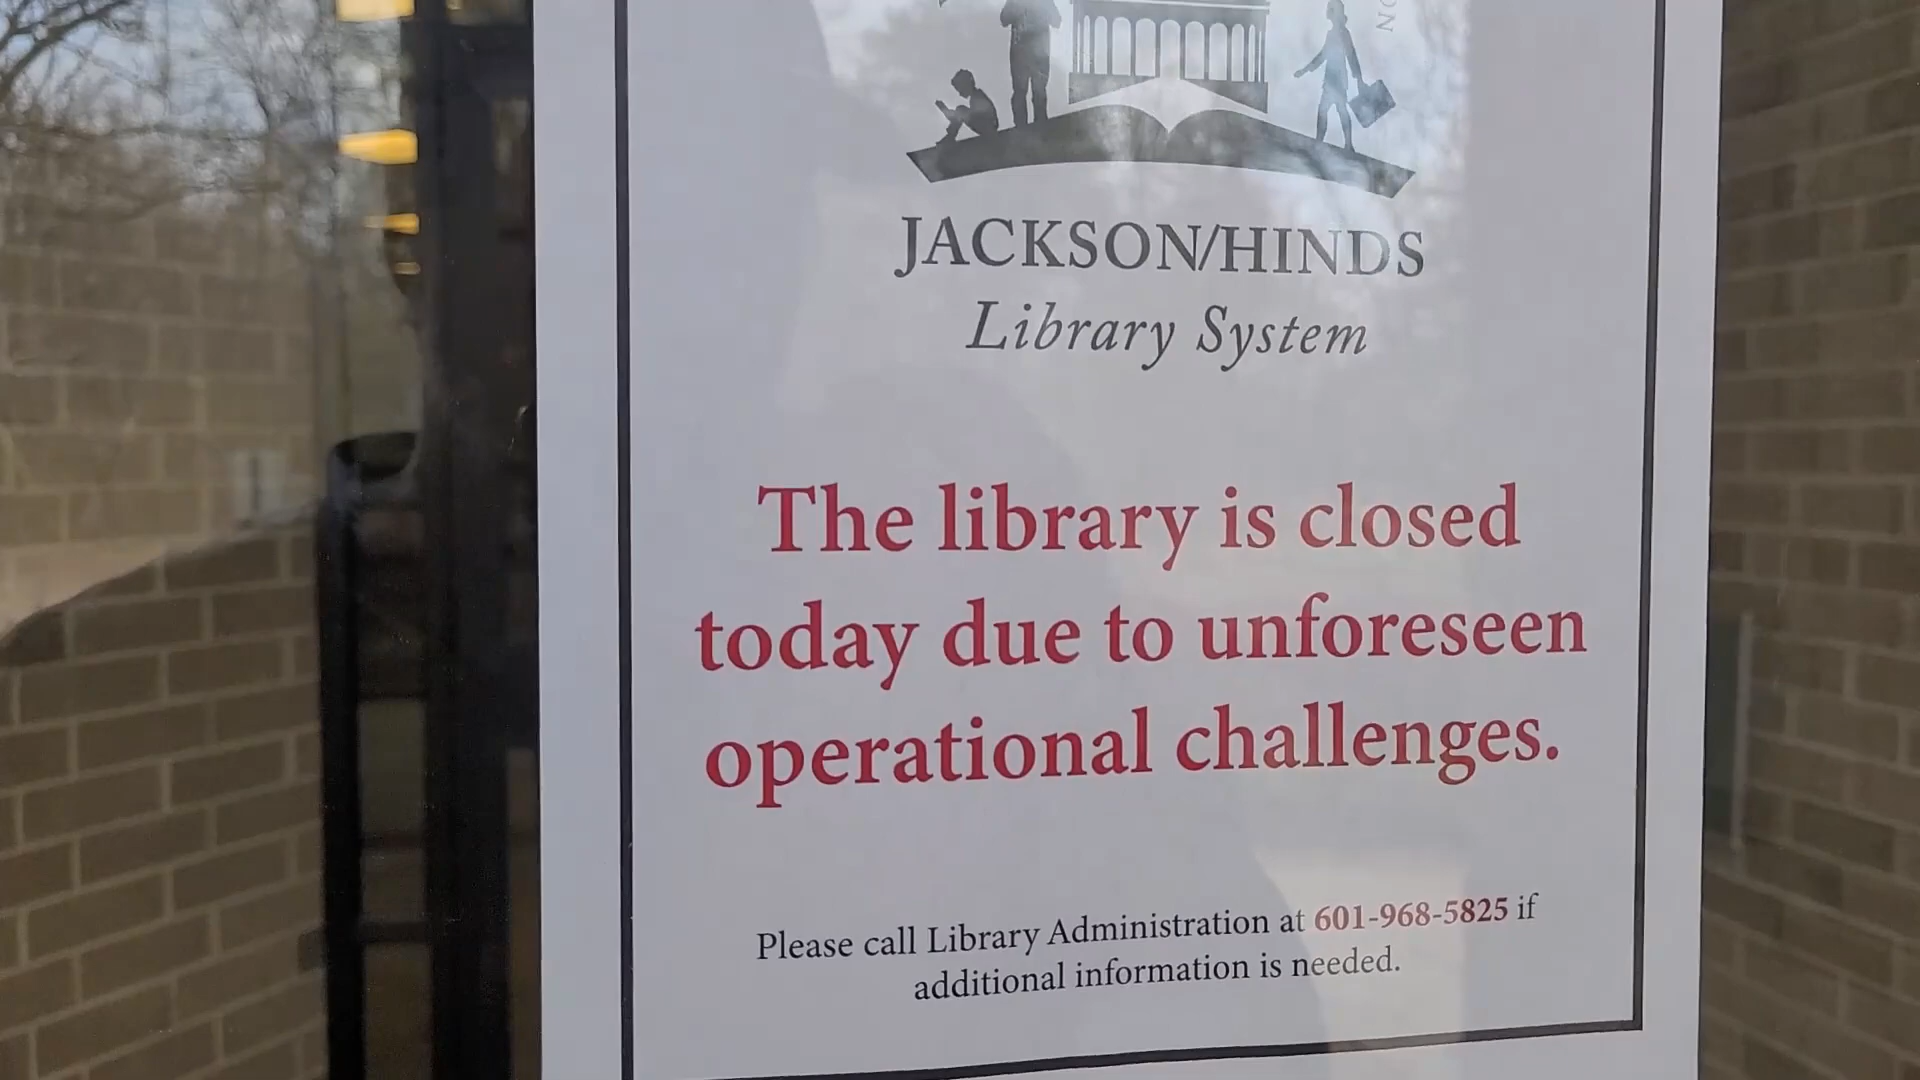 JACKSON/HINDS
Library System
The library is closed
today due to unforeseen
operational challenges.
Please call Library Administration at 601-968-5825 if
additional information is needed.